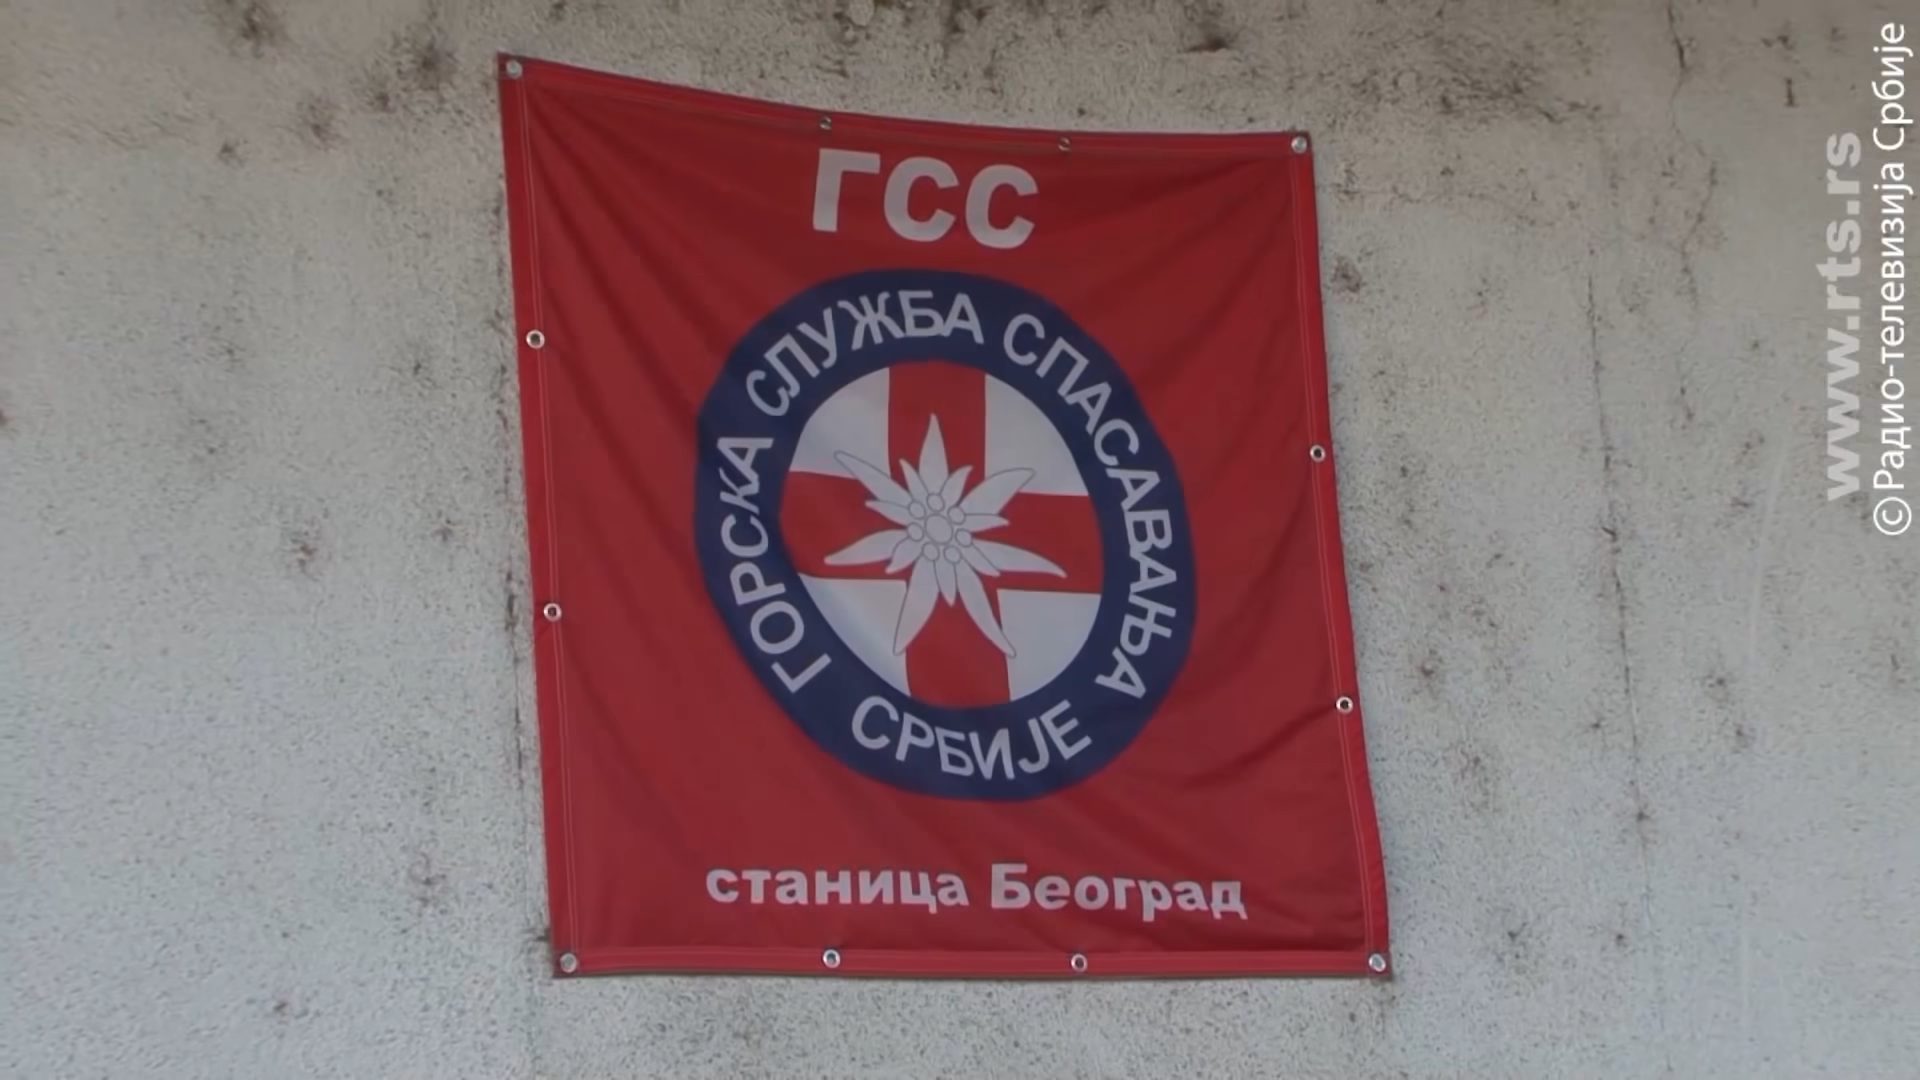 ГСС
ГОРСКА СЛУЖБА СПАСАВАЊА
СРБИЈЕ
станица Београд
www.rts.rs
©Радио-телевизија Србије